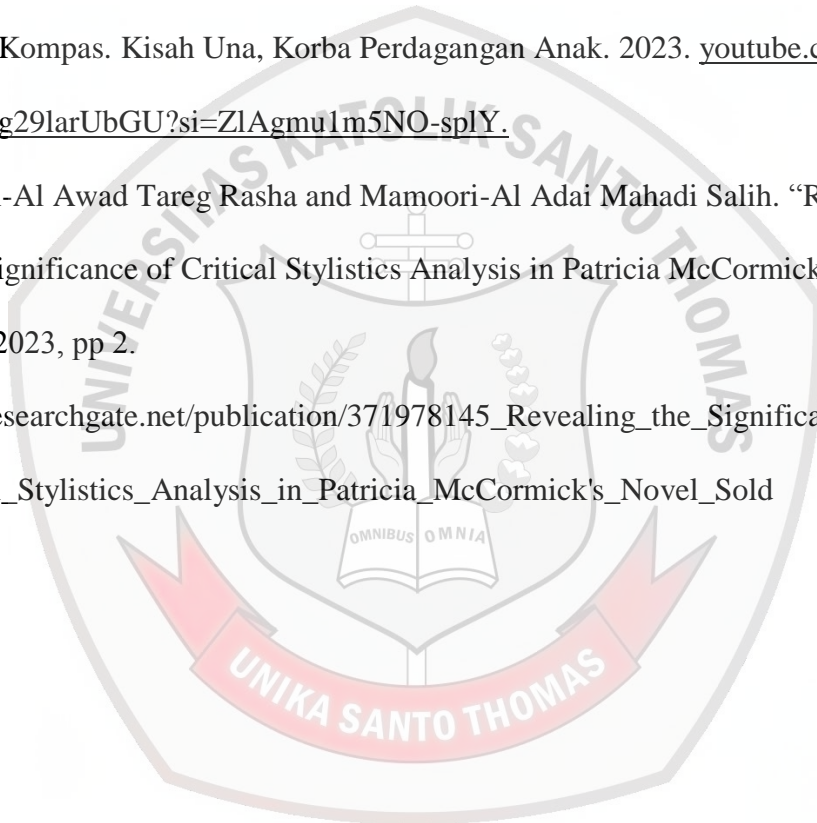 Kompas. Kisah Una, Korba Perdagangan Anak. 2023. youtube.c
g29larUbGU?si=ZlAgmu1m5NO-splY.
-Al Awad Tareg Rasha and Mamoori-Al Adai Mahadi Salih. “R
ignificance of Critical Stylistics Analysis in Patricia McCormick
2023, pp 2.
esearchgate.net/publication/371978145_Revealing_the_Significa
_Stylistics_Analysis_in_Patricia_McCormick's_Novel_Sold
UNIVERSITAS KATOLIK SANTO THOMAS
OMNIBUS OMNIA
UNIKA SANTO THOMAS